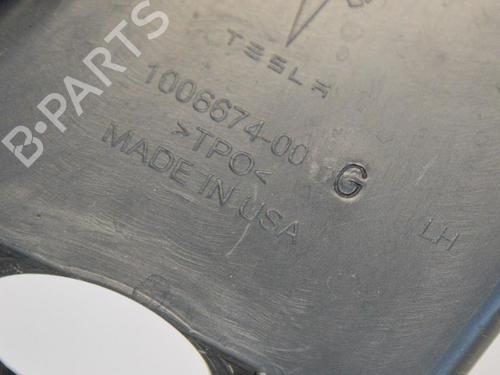 TESLA
1006674-00 G
>TPO<
MADE IN USA
LH
B-PARTS